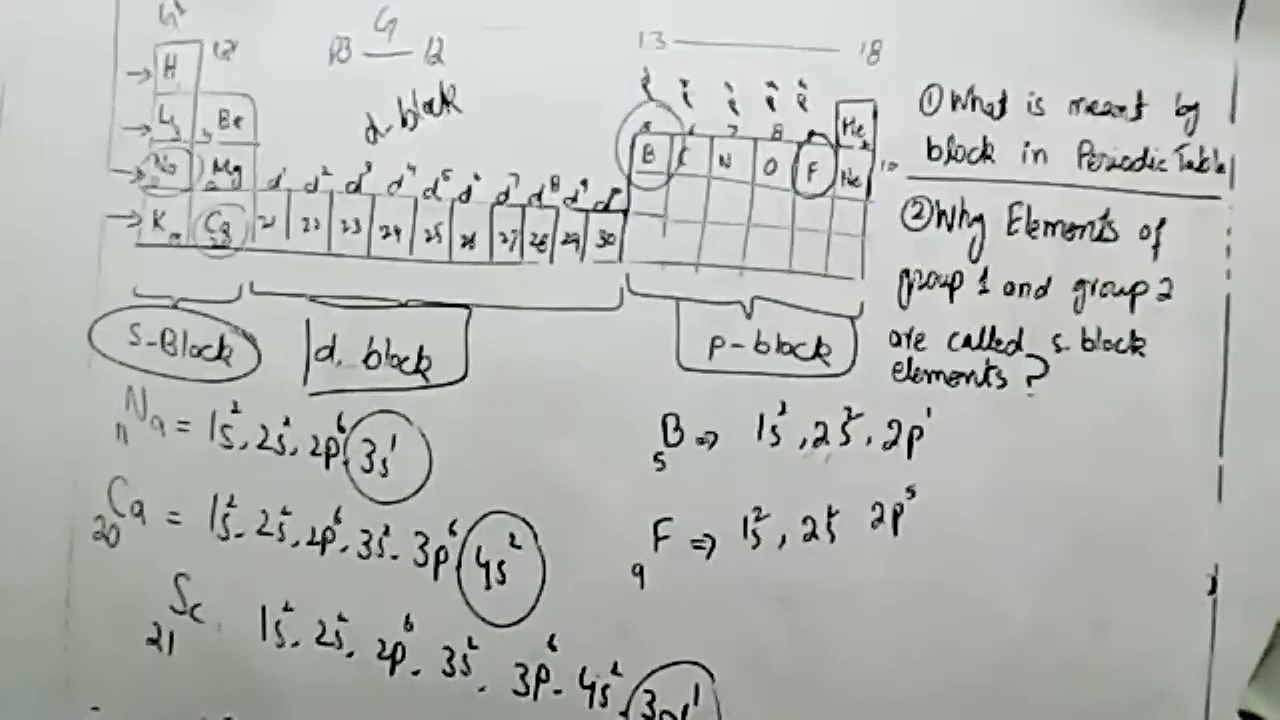 13 —— 18
12
d-block
H
Li Be
Na Mg
K Ca
d¹ d² d³ d⁴ d⁵ d⁶ d⁷ d⁸ d⁹
21 22 23 24 25 26 27 28 29 30
5 7 8
He
B C N O F Ne
s-Block
d. block
p-block
① What is meant by
block in Periodic Table
② Why Elements of
group 1 and group 2
are called s-block
elements?
₁₁Na = 1s², 2s², 2p⁶ 3s¹
₂₀Ca = 1s² 2s², 2p⁶, 3s², 3p⁶, 4s²
₂₁Sc 1s², 2s², 2p⁶, 3s², 3p⁶, 4s² 3d¹
₅B ⇒ 1s², 2s², 2p¹
₉F ⇒ 1s², 2s² 2p⁵